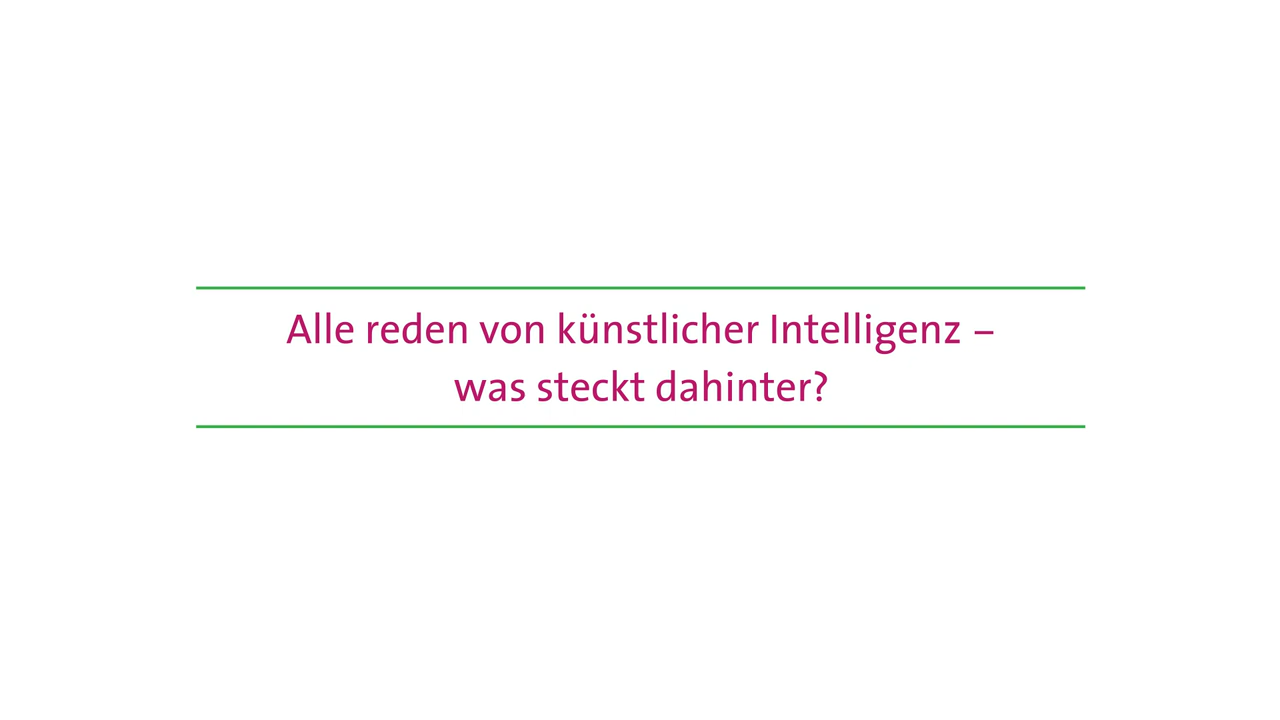 Alle reden von künstlicher Intelligenz –
was steckt dahinter?